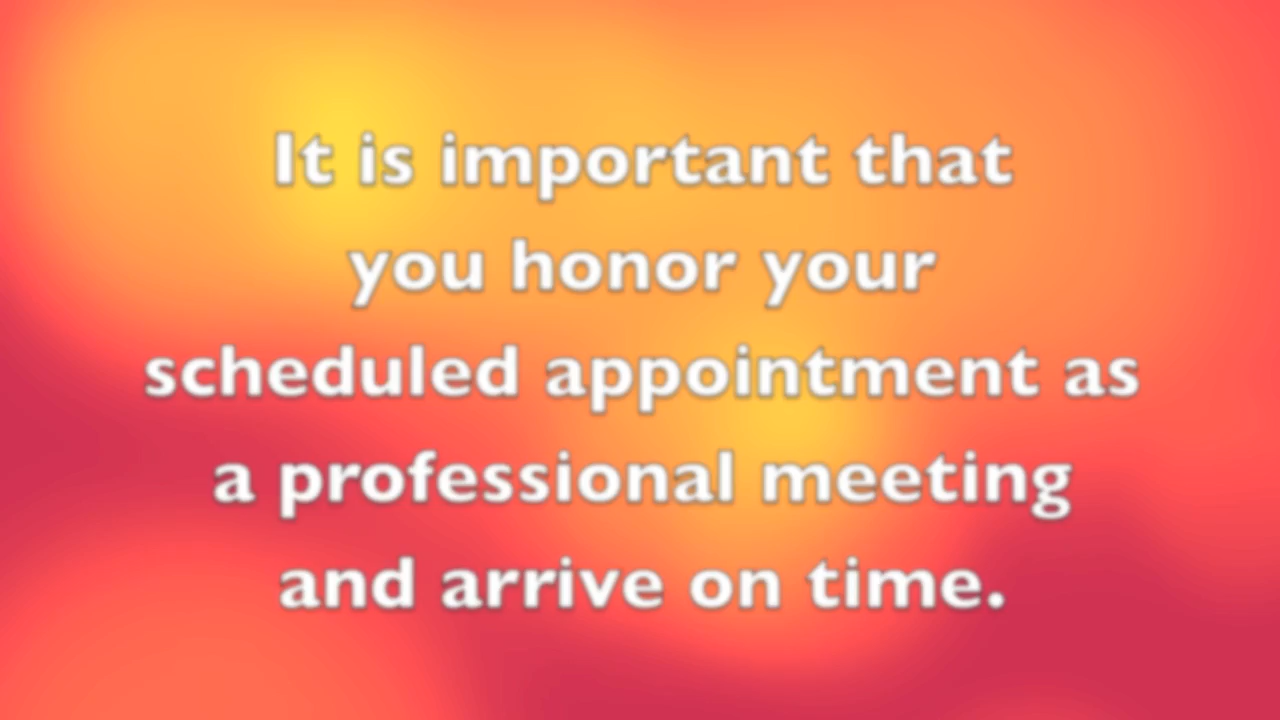 It is important that
you honor your
scheduled appointment as
a professional meeting
and arrive on time.